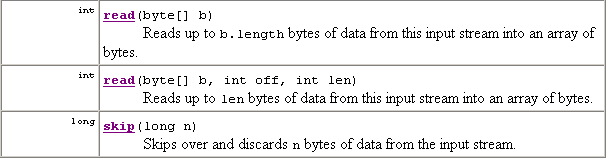 int read(byte[] b)
Reads up to b.length bytes of data from this input stream into an array of
bytes.
int read(byte[] b, int off, int len)
Reads up to len bytes of data from this input stream into an array of bytes.
long skip(long n)
Skips over and discards n bytes of data from the input stream.